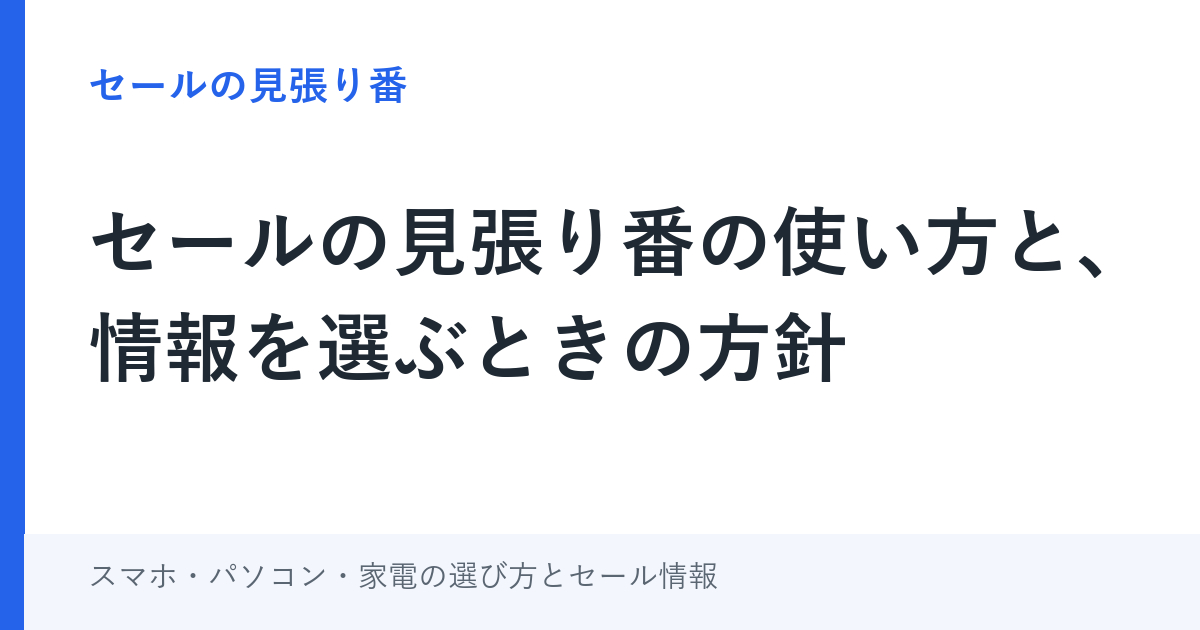 セールの見張り番
セールの見張り番の使い方と、
情報を選ぶときの方針
スマホ・パソコン・家電の選び方とセール情報